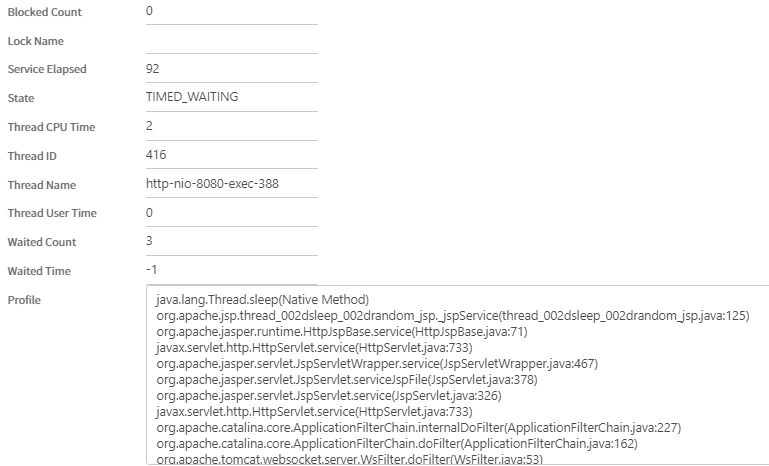 Blocked Count 0
Lock Name
Service Elapsed 92
State TIMED_WAITING
Thread CPU Time 2
Thread ID 416
Thread Name http-nio-8080-exec-388
Thread User Time 0
Waited Count 3
Waited Time -1
Profile
java.lang.Thread.sleep(Native Method)
org.apache.jsp.thread_002dsleep_002drandom_jsp._jspService(thread_002dsleep_002drandom_jsp.java:125)
org.apache.jasper.runtime.HttpJspBase.service(HttpJspBase.java:71)
javax.servlet.http.HttpServlet.service(HttpServlet.java:733)
org.apache.jasper.servlet.JspServletWrapper.service(JspServletWrapper.java:467)
org.apache.jasper.servlet.JspServlet.serviceJspFile(JspServlet.java:378)
org.apache.jasper.servlet.JspServlet.service(JspServlet.java:326)
javax.servlet.http.HttpServlet.service(HttpServlet.java:733)
org.apache.catalina.core.ApplicationFilterChain.internalDoFilter(ApplicationFilterChain.java:227)
org.apache.catalina.core.ApplicationFilterChain.doFilter(ApplicationFilterChain.java:162)
org.apache.tomcat.websocket.server.WsFilter.doFilter(WsFilter.java:53)